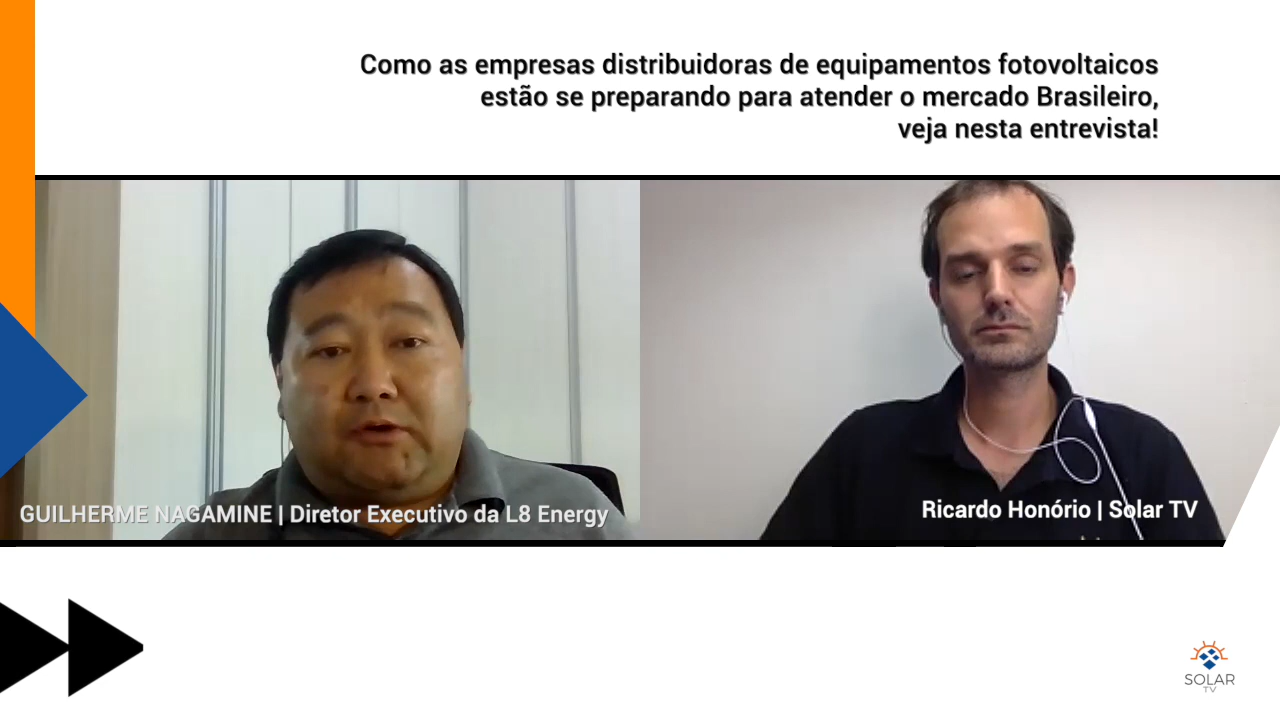 Como as empresas distribuidoras de equipamentos fotovoltaicos
estão se preparando para atender o mercado Brasileiro,
veja nesta entrevista!
GUILHERME NAGAMINE | Diretor Executivo da L8 Energy
Ricardo Honório | Solar TV
SOLAR
TV